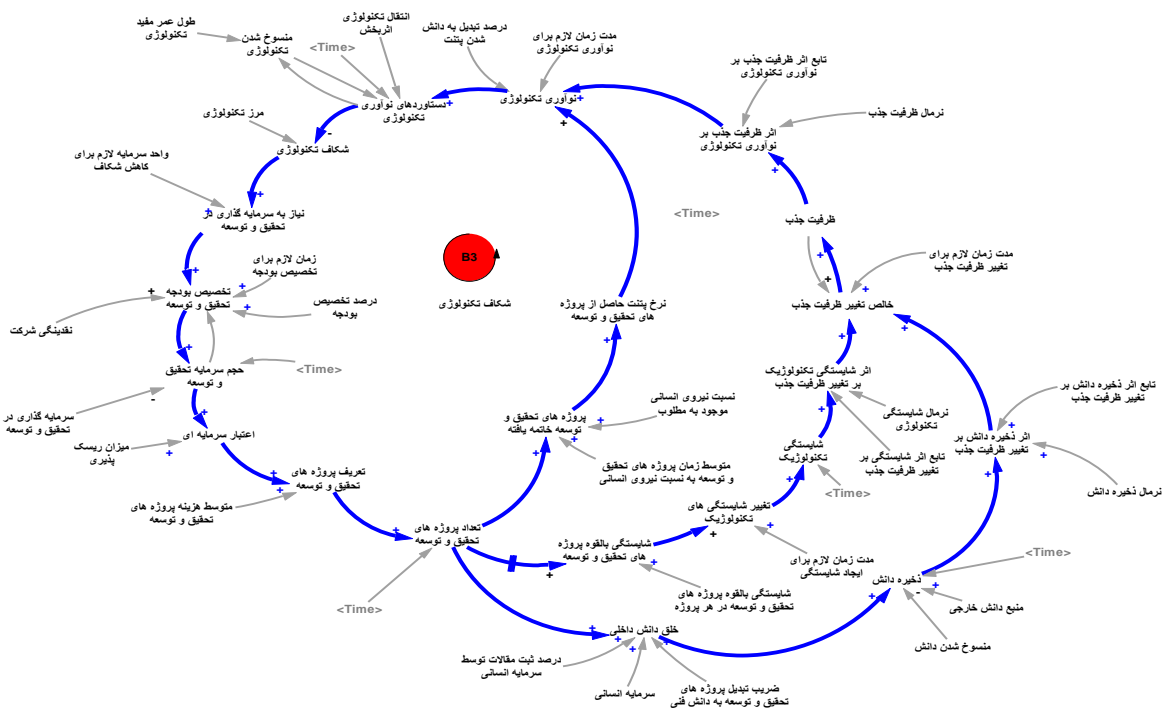 طول عمر مفید
تکنولوژی
انتقال تکنولوژی
اثربخش
منسوخ شدن
تکنولوژی
<Time>
درصد تبدیل به دانش
شدن پتنت
مدت زمان لازم برای
نوآوری تکنولوژی
تابع اثر ظرفیت جذب بر
نوآوری تکنولوژی
نوآوری تکنولوژی
+
دستاوردهای نوآوری
تکنولوژی
+
نرمال ظرفیت جذب
مرز تکنولوژی
-
+
اثر ظرفیت جذب بر
نوآوری تکنولوژی
+
شکاف تکنولوژی
واحد سرمایه لازم برای
کاهش شکاف
+
+
نیاز به سرمایه گذاری در
تحقیق و توسعه
<Time>
ظرفیت جذب
+
+
B3
زمان لازم برای
تخصیص بودجه
+
+
مدت زمان لازم برای
تغییر ظرفیت جذب
+
+
تخصیص بودجه
تحقیق و توسعه
+
درصد تخصیص
بودجه
+
نقدینگی شرکت
شکاف تکنولوژی
نرخ پتنت حاصل از پروژه
های تحقیق و توسعه
+
خالص تغییر ظرفیت جذب
+
+
+
حجم سرمایه تحقیق
و توسعه
<Time>
اثر شایستگی تکنولوژیک
بر تغییر ظرفیت جذب
+
تابع اثر ذخیره دانش بر
تغییر ظرفیت جذب
-
سرمایه گذاری در
تحقیق و توسعه
+
نسبت نیروی انسانی
موجود به مطلوب
+
پروژه های تحقیق و
توسعه خاتمه یافته
+
+
نرمال شایستگی
تکنولوژی
+
اثر ذخیره دانش بر
تغییر ظرفیت جذب
+
+
اعتبار سرمایه ای
میزان ریسک
پذیری
+
شایستگی
تکنولوژیک
+
تابع اثر شایستگی بر
تغییر ظرفیت جذب
تعریف پروژه های
تحقیق و توسعه
+
+
متوسط زمان پروژه های تحقیق
و توسعه به نسبت نیروی انسانی
<Time>
نرمال ذخیره دانش
متوسط هزینه پروژه های
تحقیق و توسعه
تغییر شایستگی های
تکنولوژیک
+
+
تعداد پروژه های
تحقیق و توسعه
+
شایستگی بالقوه پروژه
های تحقیق و توسعه
+
+
مدت زمان لازم برای
ایجاد شایستگی
<Time>
ذخیره دانش
+
-
+
<Time>
شایستگی بالقوه پروژه های
تحقیق و توسعه در هر پروژه
منبع دانش خارجی
خلق دانش داخلی
+
+
+
+
منسوخ شدن دانش
درصد ثبت مقالات توسط
سرمایه انسانی
سرمایه انسانی
ضریب تبدیل پروژه های
تحقیق و توسعه به دانش فنی